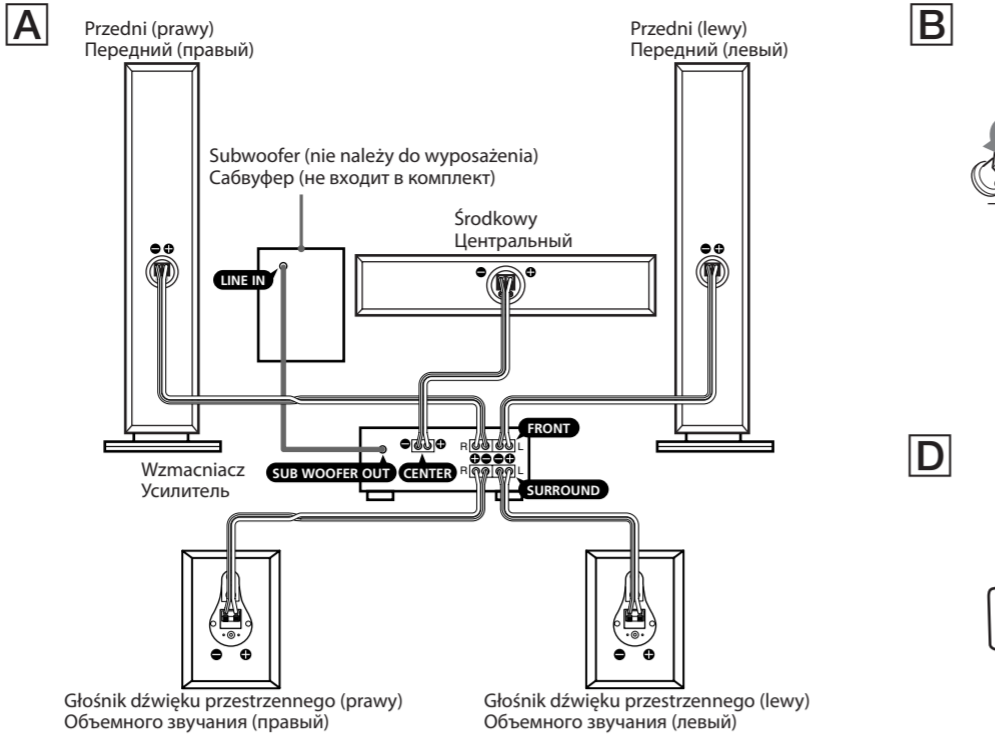 A
Przedni (prawy)
Передний (правый)
Przedni (lewy)
Передний (левый)
B
Subwoofer (nie należy do wyposażenia)
Сабвуфер (не входит в комплект)
Środkowy
Центральный
LINE IN
FRONT
R
L
Wzmacniacz
Усилитель
SUB WOOFER OUT
CENTER
R
L
SURROUND
D
Głośnik dźwięku przestrzennego (prawy)
Объемного звучания (правый)
Głośnik dźwięku przestrzennego (lewy)
Объемного звучания (левый)